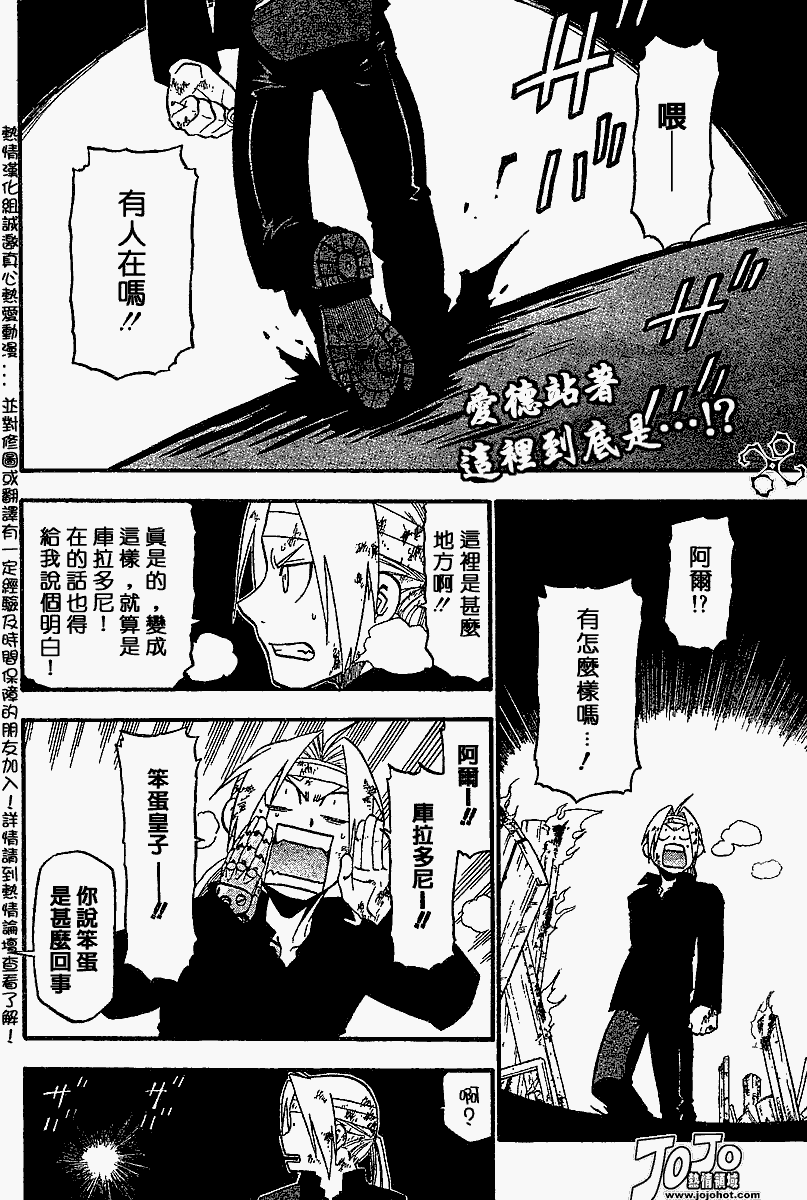 喂——
有人在嗎!!
愛德站著
這裡到底是…!?
阿爾!?
有怎麼樣嗎…!
這裡是甚麼
地方啊!!
真是的，變成
這樣，就算是
庫拉多尼！
在的話也得
給我說個明白！
阿爾—!!
庫拉多尼—!!
笨蛋皇子——!!
你說笨蛋
是甚麼回事
啊?
ザ"
ザ"
熱情漢化組誠邀真心熱愛動漫... 並對修圖或翻譯有一定經驗及時間保障的朋友加入！詳情請到熱情論壇查看了解！
JOJO
熱情領域
www.jojohot.com